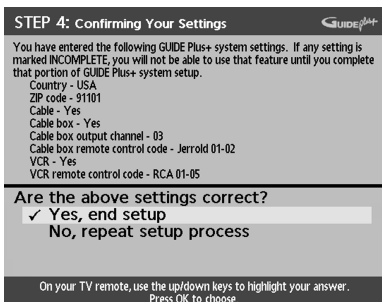 STEP 4: Confirming Your Settings
GUIDE Plus+
You have entered the following GUIDE Plus+ system settings. If any setting is
marked INCOMPLETE, you will not be able to use that feature until you complete
that portion of GUIDE Plus+ system setup.
Country - USA
ZIP code - 91101
Cable - Yes
Cable box - Yes
Cable box output channel - 03
Cable box remote control code - Jerrold 01-02
VCR - Yes
VCR remote control code - RCA 01-05
Are the above settings correct?
✓ Yes, end setup
No, repeat setup process
On your TV remote, use the up/down keys to highlight your answer.
Press OK to choose